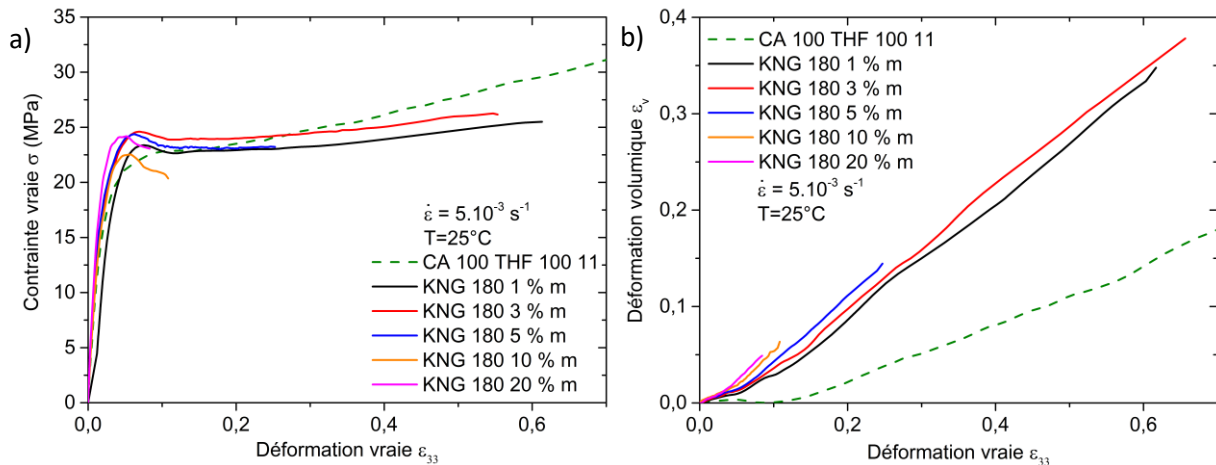 a)
Contrainte vraie σ (MPa)
35
30
25
20
15
10
5
0
0,0
0,2
0,4
0,6
Déformation vraie ε33
ε̇ = 5.10-3 s-1
T=25°C
CA 100 THF 100 11
KNG 180 1 % m
KNG 180 3 % m
KNG 180 5 % m
KNG 180 10 % m
KNG 180 20 % m
b)
Déformation volumique εv
0,4
0,3
0,2
0,1
0,0
0,0
0,2
0,4
0,6
Déformation vraie ε33
CA 100 THF 100 11
KNG 180 1 % m
KNG 180 3 % m
KNG 180 5 % m
KNG 180 10 % m
KNG 180 20 % m
ε̇ = 5.10-3 s-1
T=25°C